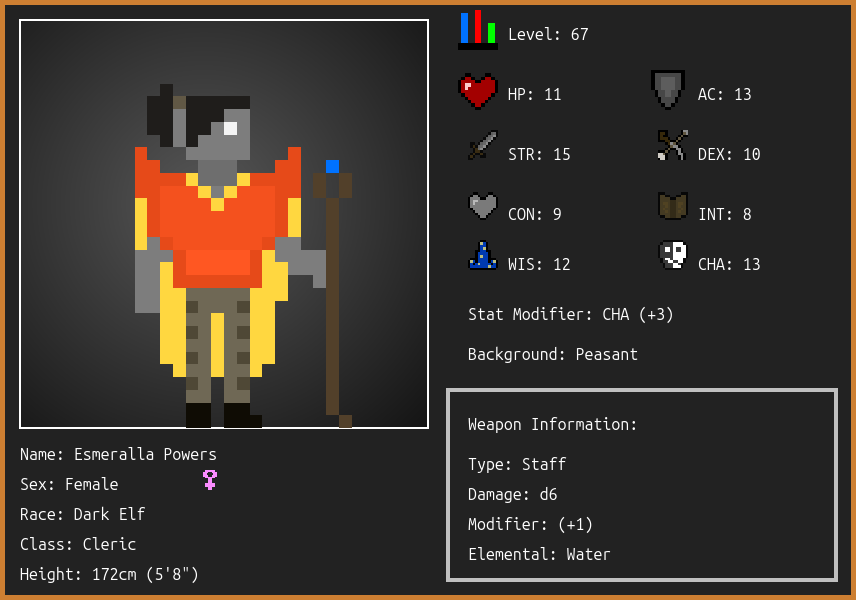 Level: 67
HP: 11
AC: 13
STR: 15
DEX: 10
CON: 9
INT: 8
WIS: 12
CHA: 13
Stat Modifier: CHA (+3)
Background: Peasant
Weapon Information:
Type: Staff
Damage: d6
Modifier: (+1)
Elemental: Water
Name: Esmeralla Powers
Sex: Female
Race: Dark Elf
Class: Cleric
Height: 172cm (5'8")